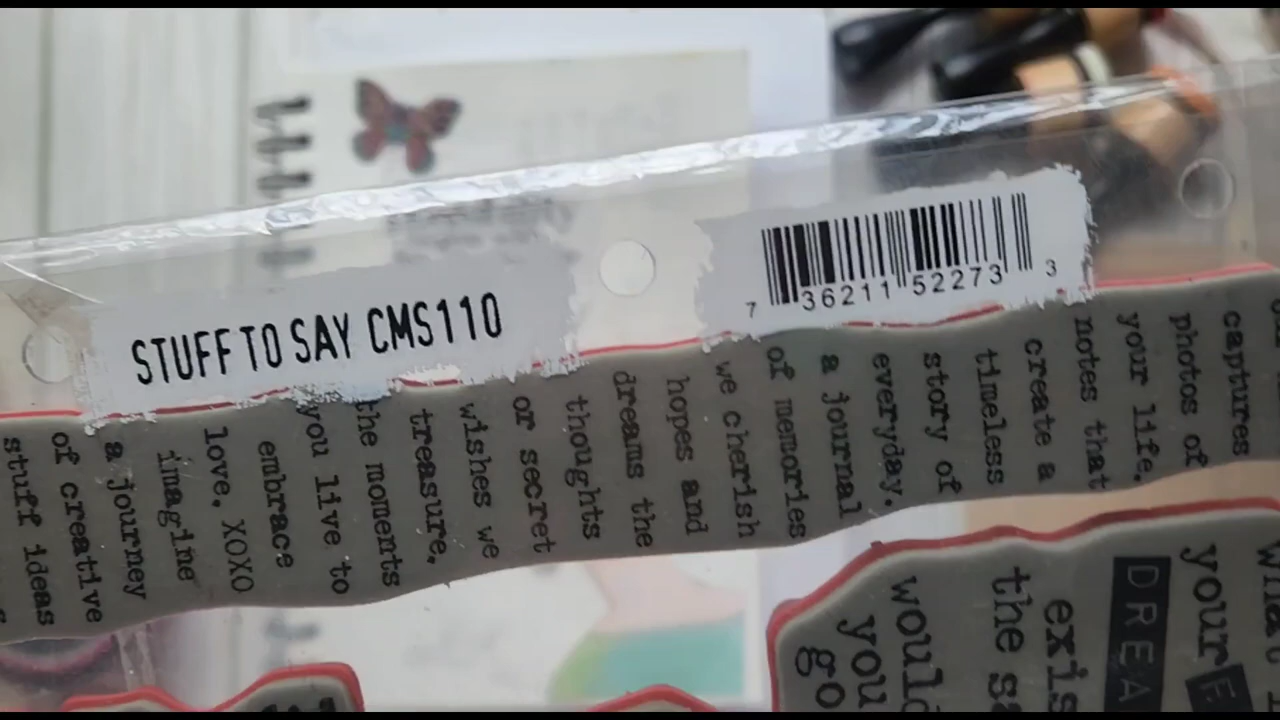 STUFF TO SAY CMS110
7 36211 52273 3
captures
photos of
your life.
notes that
create a
timeless
story of
everyday.
a journal
of memories
we cherish
hopes and
dreams the
thoughts
or secret
wishes we
treasure.
the moments
you live to
embrace
love, XOXO
imagine
a journey
of creative
stuff ideas
your
DREA
exis
the sa
would
you
go